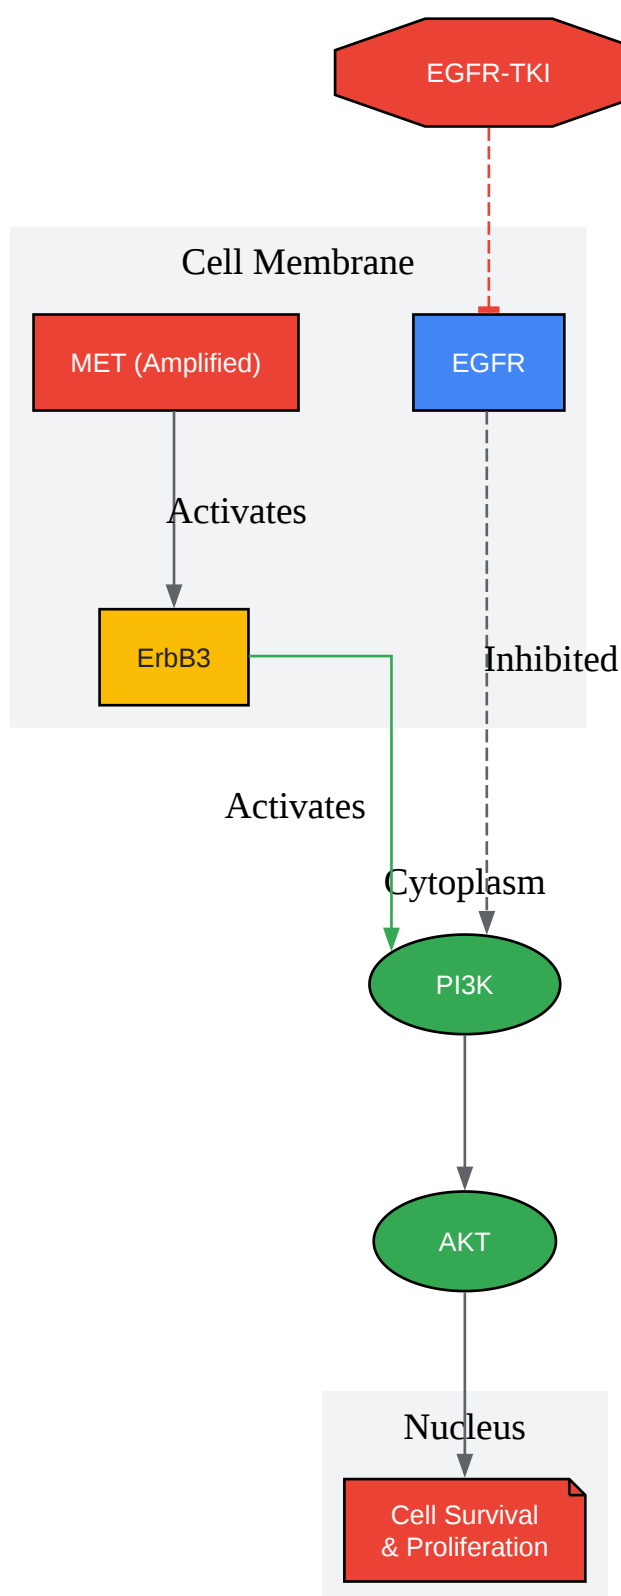 EGFR-TKI
Cell Membrane
MET (Amplified)
EGFR
Activates
ErbB3
Inhibited
Activates
Cytoplasm
PI3K
AKT
Nucleus
Cell Survival
& Proliferation